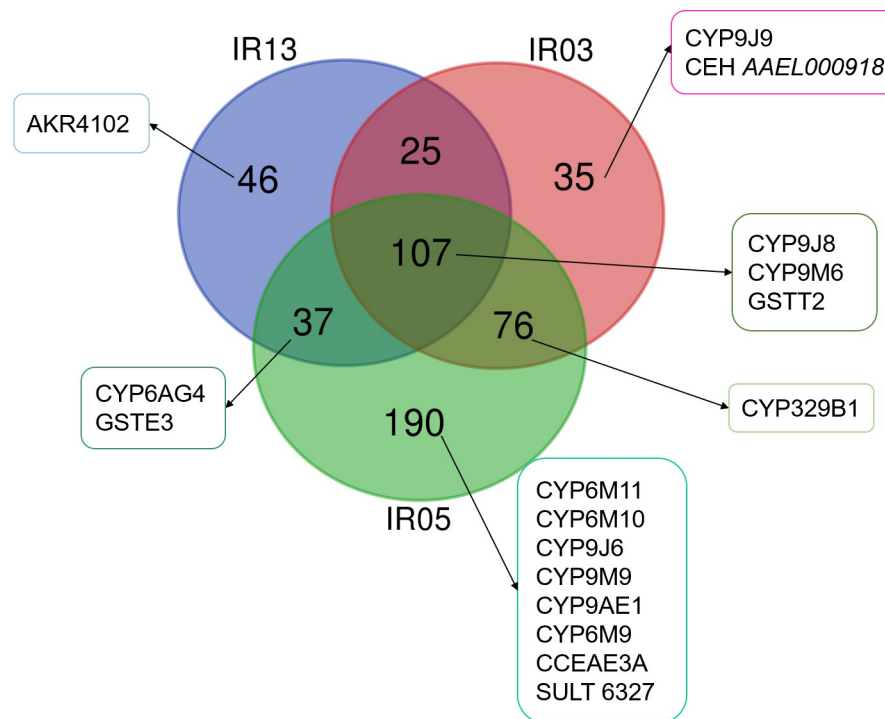 IR13
IR03
CYP9J9
CEH AAEL000918
AKR4102
46
25
35
107
CYP9J8
CYP9M6
GSTT2
37
76
CYP6AG4
GSTE3
CYP329B1
190
IR05
CYP6M11
CYP6M10
CYP9J6
CYP9M9
CYP9AE1
CYP6M9
CCEAE3A
SULT 6327